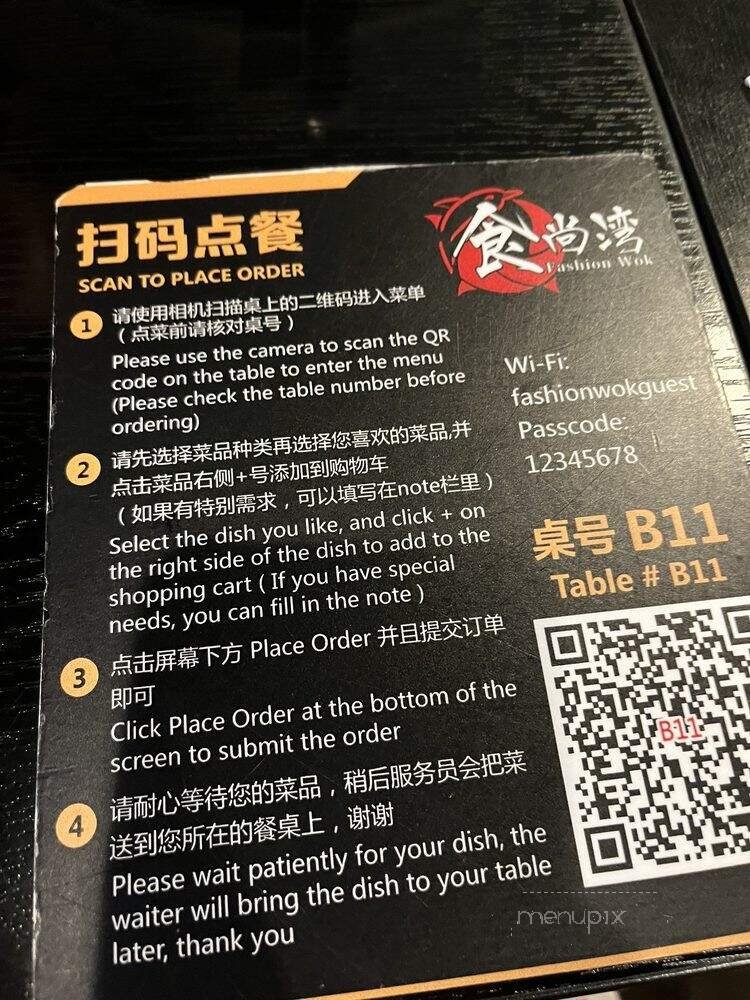 扫码点餐
SCAN TO PLACE ORDER
食尚湾
Fashion Wok
1
请使用相机扫描桌上的二维码进入菜单
（点菜前请核对桌号）
Please use the camera to scan the QR
code on the table to enter the menu
(Please check the table number before
ordering)
2
请先选择菜品种类再选择您喜欢的菜品,并
点击菜品右侧+号添加到购物车
（如果有特别需求，可以填写在note栏里）
Select the dish you like, and click + on
the right side of the dish to add to the
shopping cart ( If you have special
needs, you can fill in the note )
3
点击屏幕下方 Place Order 并且提交订单
即可
Click Place Order at the bottom of the
screen to submit the order
4
请耐心等待您的菜品，稍后服务员会把菜
送到您所在的餐桌上，谢谢
Please wait patiently for your dish, the
waiter will bring the dish to your table
later, thank you
Wi-Fi:
fashionwokguest
Passcode:
12345678
桌号 B11
Table # B11
B11
menupix